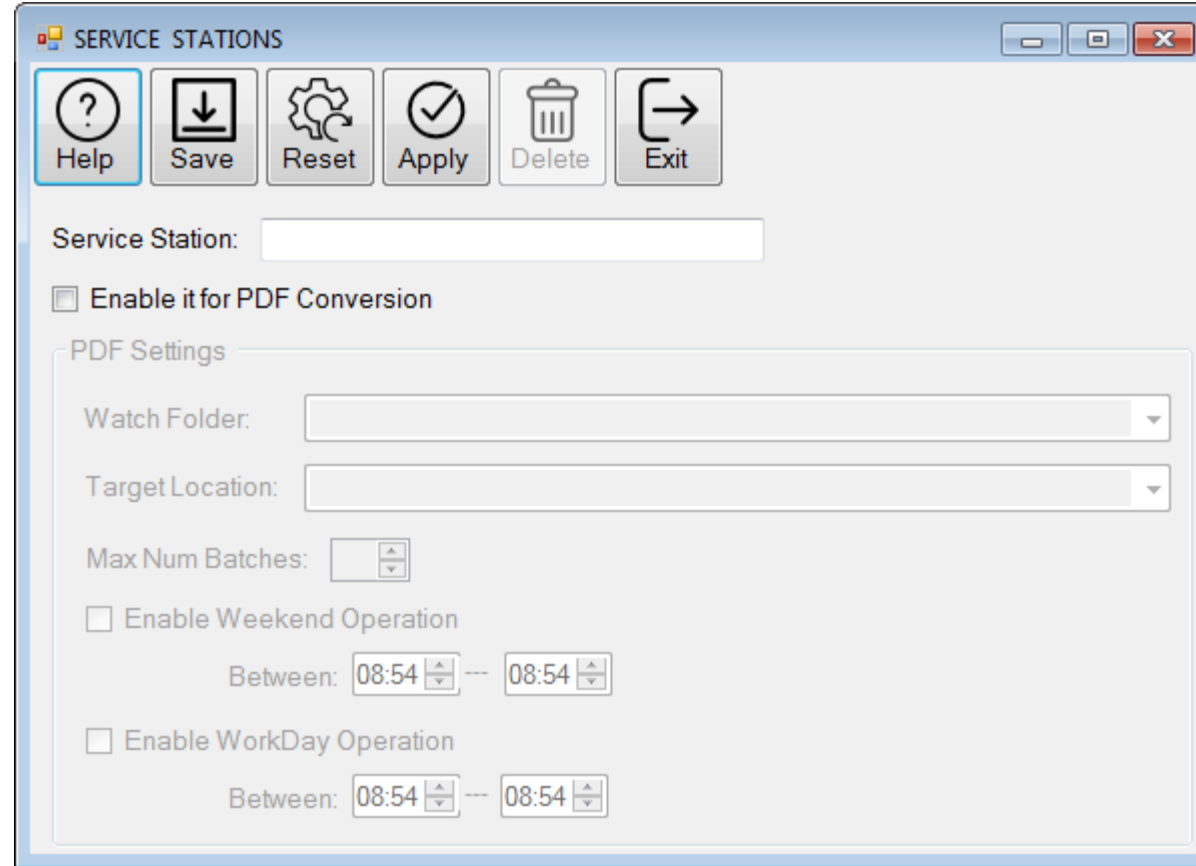 SERVICE STATIONS
Help Save Reset Apply Delete Exit
Service Station:
Enable it for PDF Conversion
PDF Settings
Watch Folder:
Target Location:
Max Num Batches:
Enable Weekend Operation
Between: 08:54 --- 08:54
Enable WorkDay Operation
Between: 08:54 --- 08:54